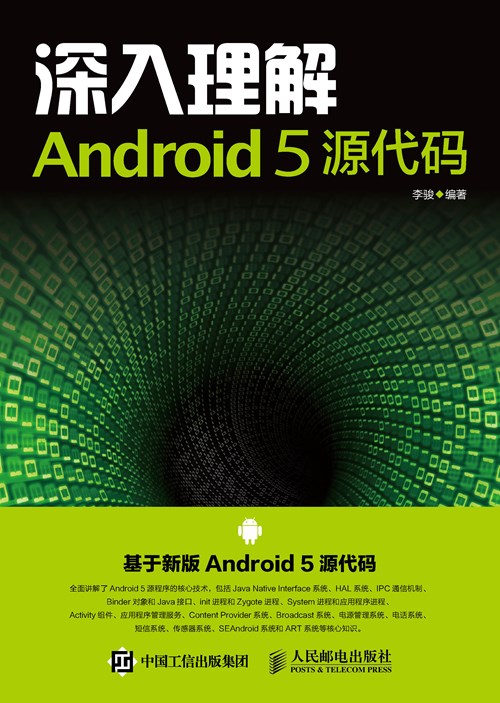 深入理解
Android 5 源代码
李骏◆编著
基于新版 Android 5 源代码
全面讲解了 Android 5 源程序的核心技术，包括 Java Native Interface 系统、HAL 系统、IPC 通信机制、
Binder 对象和 Java 接口、init 进程和 Zygote 进程、System 进程和应用程序进程、
Activity 组件、应用程序管理服务、Content Provider 系统、Broadcast 系统、电源管理系统、电话系统、
短信系统、传感器系统、SEAndroid 系统和 ART 系统等核心知识。
中国工信出版集团
人民邮电出版社
POSTS & TELECOM PRESS